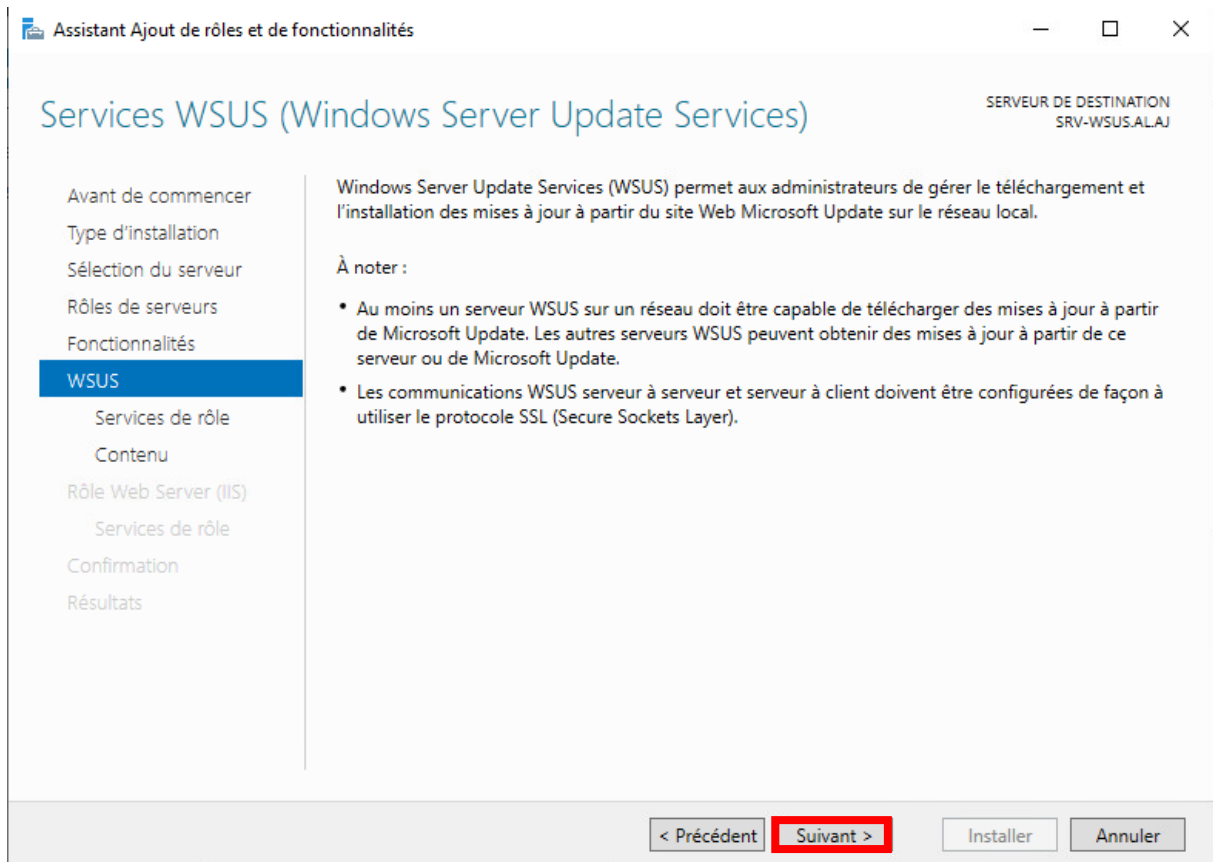 Assistant Ajout de rôles et de fonctionnalités
Services WSUS (Windows Server Update Services)
SERVEUR DE DESTINATION
SRV-WSUS.AL.AJ
Avant de commencer
Type d'installation
Sélection du serveur
Rôles de serveurs
Fonctionnalités
WSUS
Services de rôle
Contenu
Rôle Web Server (IIS)
Services de rôle
Confirmation
Résultats
Windows Server Update Services (WSUS) permet aux administrateurs de gérer le téléchargement et
l'installation des mises à jour à partir du site Web Microsoft Update sur le réseau local.
À noter :
• Au moins un serveur WSUS sur un réseau doit être capable de télécharger des mises à jour à partir
de Microsoft Update. Les autres serveurs WSUS peuvent obtenir des mises à jour à partir de ce
serveur ou de Microsoft Update.
• Les communications WSUS serveur à serveur et serveur à client doivent être configurées de façon à
utiliser le protocole SSL (Secure Sockets Layer).
< Précédent
Suivant >
Installer
Annuler